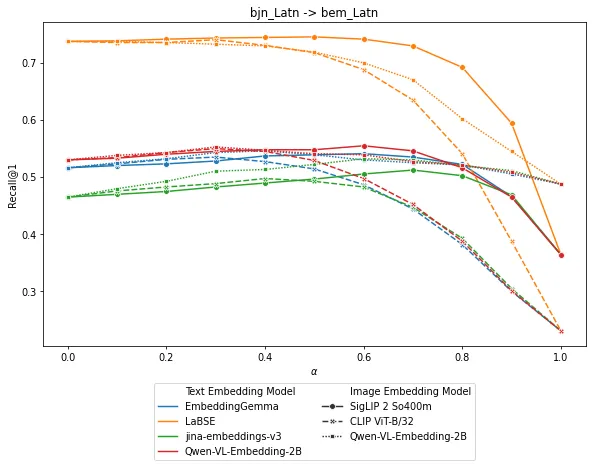 bjn_Latn -> bem_Latn
Recall@1
0.7
0.6
0.5
0.4
0.3
0.0 0.2 0.4 0.6 0.8 1.0
α
Text Embedding Model Image Embedding Model
EmbeddingGemma SigLIP 2 So400m
LaBSE CLIP ViT-B/32
jina-embeddings-v3 Qwen-VL-Embedding-2B
Qwen-VL-Embedding-2B